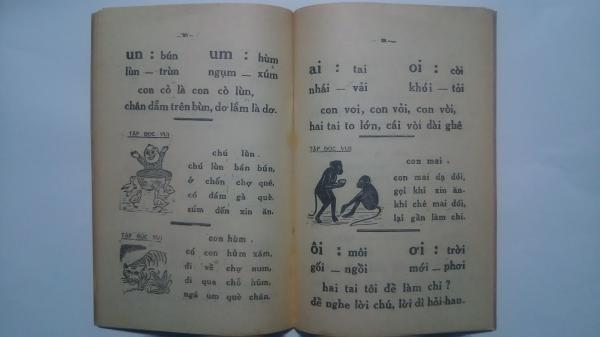 un : bún um : hùm
lùn — trùn ngụm — xúm
con cò là con cò lùn,
chân dẫm trên bùn, dơ lắm là dơ.
TẬP ĐỌC VUI
chú lùn.
chú lùn bán bún,
ở chốn chợ quê.
có đám gà què.
xúm đến xin ăn.
TẬP ĐỌC VUI
con hùm.
có con hùm xám,
đi về chợ num,
đi qua chỗ hùm,
ngã um què chân.
ai : tai oi : còi
nhái — vải khói — tỏi
con voi, con vỏi, con vòi,
hai tai to lớn, cái vòi dài ghê
TẬP ĐỌC VUI
con mai.
con mai dạ đói,
gọi khỉ xin ăn.
khỉ chê mai đói,
lại gần làm chi.
ôi : môi ơi : trời
gối — ngồi mới — phơi
hai tai tôi để làm chi ?
để nghe lời chú, lời dì hỏi-han.